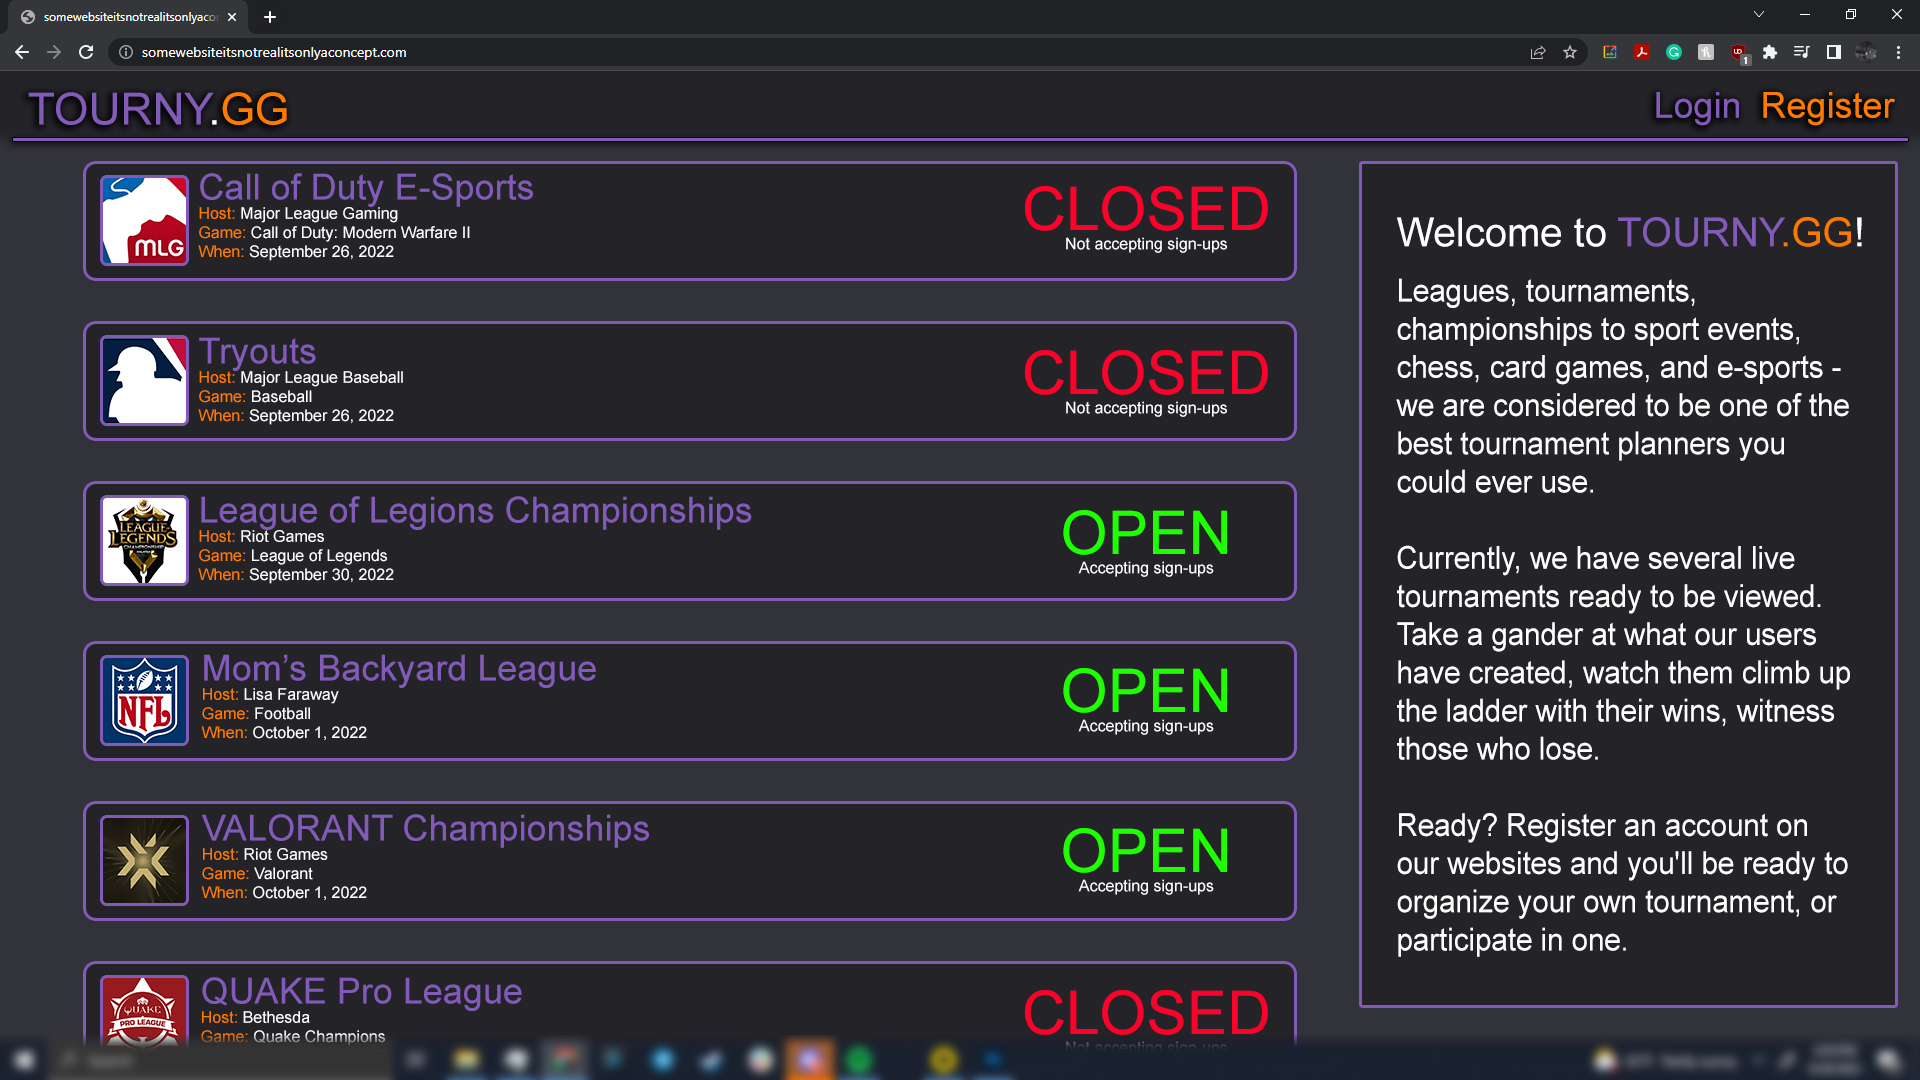 somewebsiteitsnotrealitsonlyaco
somewebsiteitsnotrealitsonlyaconcept.com
TOURNY.GG
Login Register
MLG
Call of Duty E-Sports
Host: Major League Gaming
Game: Call of Duty: Modern Warfare II
When: September 26, 2022
CLOSED
Not accepting sign-ups
Tryouts
Host: Major League Baseball
Game: Baseball
When: September 26, 2022
CLOSED
Not accepting sign-ups
LEAGUE
LEGENDS
League of Legions Championships
Host: Riot Games
Game: League of Legends
When: September 30, 2022
OPEN
Accepting sign-ups
NFL
Mom’s Backyard League
Host: Lisa Faraway
Game: Football
When: October 1, 2022
OPEN
Accepting sign-ups
VALORANT Championships
Host: Riot Games
Game: Valorant
When: October 1, 2022
OPEN
Accepting sign-ups
QUAKE
PRO LEAGUE
QUAKE Pro League
Host: Bethesda
Game: Quake Champions
CLOSED
Not accepting sign-ups
Welcome to TOURNY.GG!
Leagues, tournaments,
championships to sport events,
chess, card games, and e-sports -
we are considered to be one of the
best tournament planners you
could ever use.
Currently, we have several live
tournaments ready to be viewed.
Take a gander at what our users
have created, watch them climb up
the ladder with their wins, witness
those who lose.
Ready? Register an account on
our websites and you'll be ready to
organize your own tournament, or
participate in one.